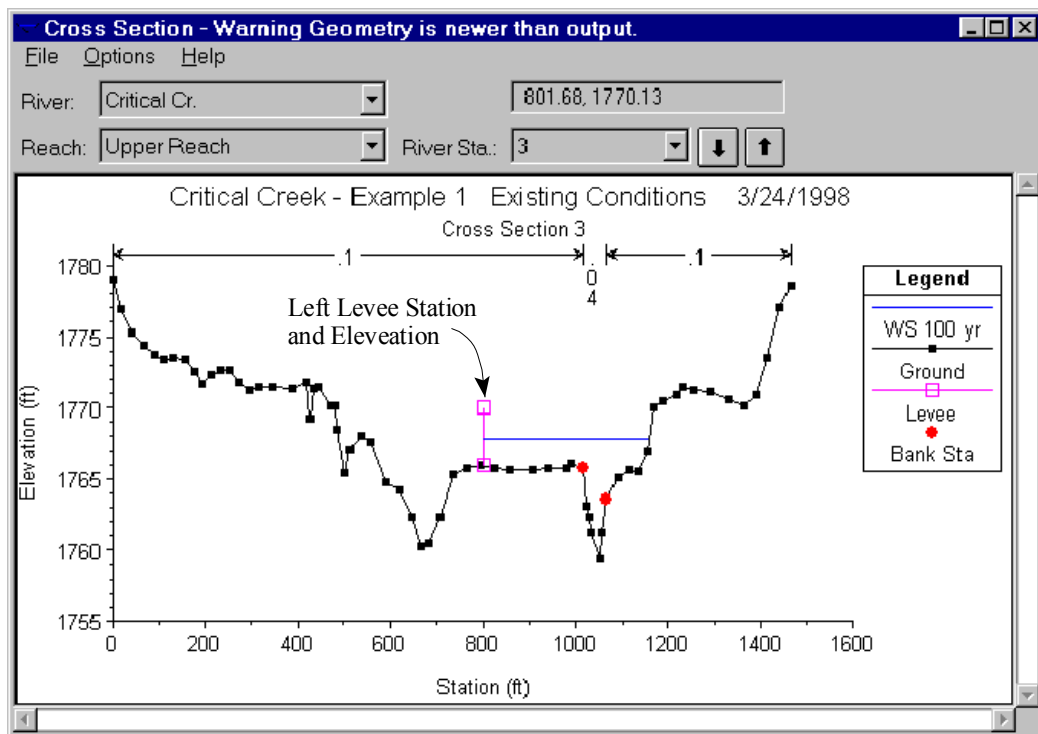 Cross Section - Warning Geometry is newer than output.
File Options Help
River: Critical Cr. 801.68, 1770.13
Reach: Upper Reach River Sta.: 3
Critical Creek - Example 1 Existing Conditions 3/24/1998
Cross Section 3
.1 .04 .1
Left Levee Station
and Eleveation
Elevation (ft)
1780
1775
1770
1765
1760
1755
0 200 400 600 800 1000 1200 1400 1600
Station (ft)
Legend
WS 100 yr
Ground
Levee
Bank Sta